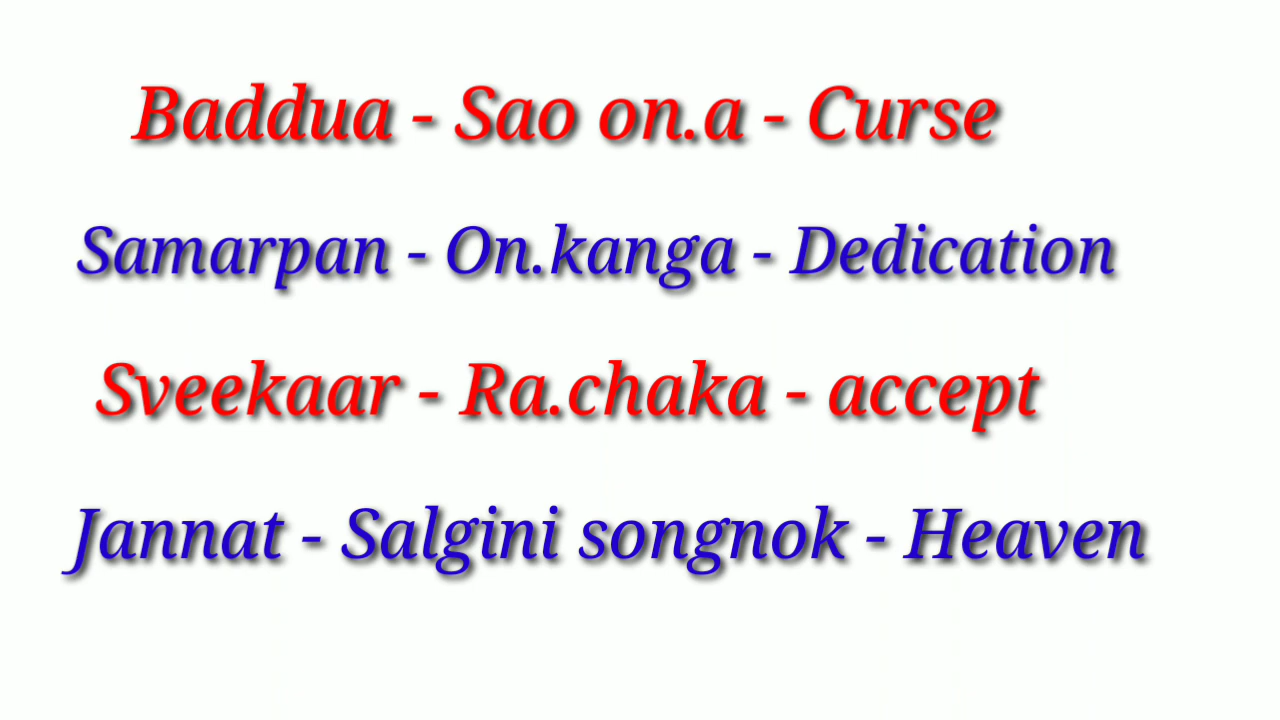 Baddua - Sao on.a - Curse
Samarpan - On.kanga - Dedication
Sveekaar - Ra.chaka - accept
Jannat - Salgini songnok - Heaven